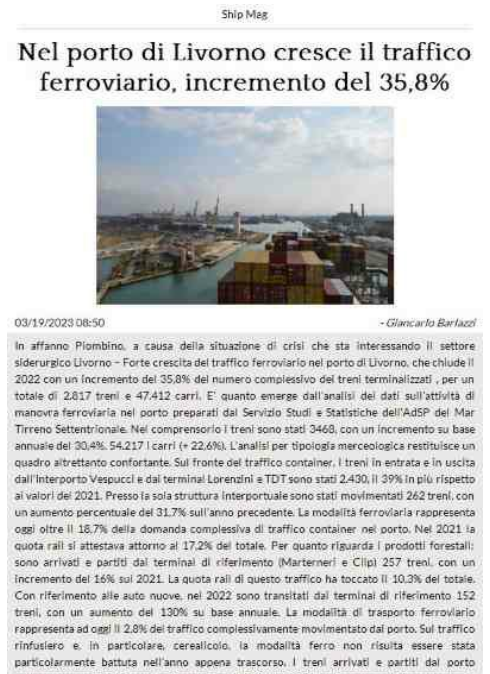 Ship Mag
Nel porto di Livorno cresce il traffico
ferroviario, incremento del 35,8%
03/19/2023 08:50
- Giancarlo Barlazzi
In affanno Piombino, a causa della situazione di crisi che sta interessando il settore
siderurgico Livorno – Forte crescita del traffico ferroviario nel porto di Livorno, che chiude il
2022 con un incremento del 35,8% del numero complessivo dei treni terminalizzati , per un
totale di 2.817 treni e 47.412 carri. E' quanto emerge dall'analisi dei dati sull'attività di
manovra ferroviaria nel porto preparati dal Servizio Studi e Statistiche dell'AdSP del Mar
Tirreno Settentrionale. Nel comprensorio i treni sono stati 3468, con un incremento su base
annuale del 30,4%. 54.217 i carri (+ 22,6%). L'analisi per tipologia merceologica restituisce un
quadro altrettanto confortante. Sul fronte del traffico container, i treni in entrata e in uscita
dall'Interporto Vespucci e dai terminal Lorenzini e TDT sono stati 2.430, il 39% in più rispetto
ai valori del 2021. Presso la sola struttura interportuale sono stati movimentati 262 treni, con
un aumento percentuale del 31,7% sull'anno precedente. La modalità ferroviaria rappresenta
oggi oltre il 18,7% della domanda complessiva di traffico container nel porto. Nel 2021 la
quota rail si attestava attorno al 17,2% del totale. Per quanto riguarda i prodotti forestali:
sono arrivati e partiti dai terminal di riferimento (Marterneri e Cilp) 257 treni, con un
incremento del 16% sul 2021. La quota rail di questo traffico ha toccato il 10,3% del totale.
Con riferimento alle auto nuove, nel 2022 sono transitati dai terminal di riferimento 152
treni, con un aumento del 130% su base annuale. La modalità di trasporto ferroviario
rappresenta ad oggi il 2,8% del traffico complessivamente movimentato dal porto. Sul traffico
rinfusiero e, in particolare, cerealicolo, la modalità ferro non risulta essere stata
particolarmente battuta nell'anno appena trascorso. I treni arrivati e partiti dal porto